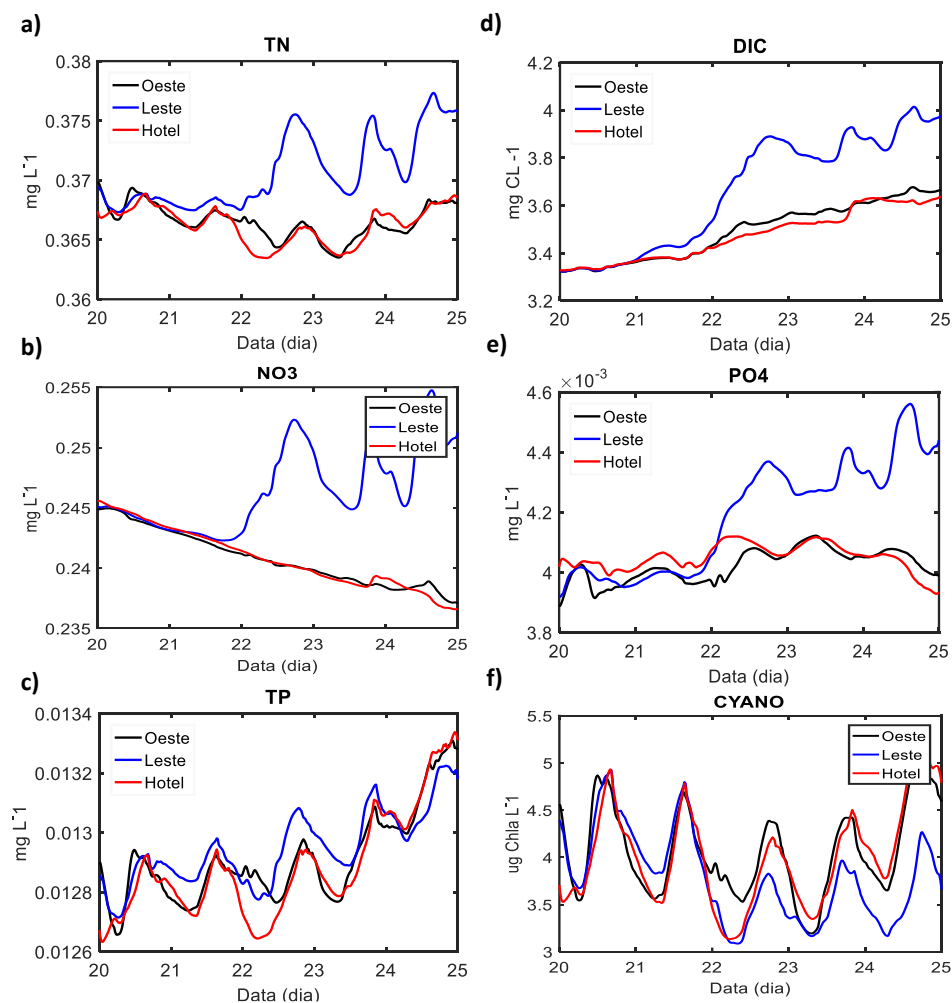 a)
TN
0.38
0.375
0.37
0.365
0.36
mg L-1
Oeste
Leste
Hotel
20 21 22 23 24 25
Data (dia)
b)
NO3
0.255
0.25
0.245
0.24
0.235
mg L-1
Oeste
Leste
Hotel
20 21 22 23 24 25
Data (dia)
c)
TP
0.0134
0.0132
0.013
0.0128
0.0126
mg L-1
Oeste
Leste
Hotel
20 21 22 23 24 25
Data (dia)
d)
DIC
4.2
4
3.8
3.6
3.4
3.2
mg CL -1
Oeste
Leste
Hotel
20 21 22 23 24 25
Data (dia)
e)
PO4
×10-3
4.6
4.4
4.2
4
3.8
mg L-1
Oeste
Leste
Hotel
20 21 22 23 24 25
Data (dia)
f)
CYANO
5.5
5
4.5
4
3.5
3
ug Chla L-1
Oeste
Leste
Hotel
20 21 22 23 24 25
Data (dia)